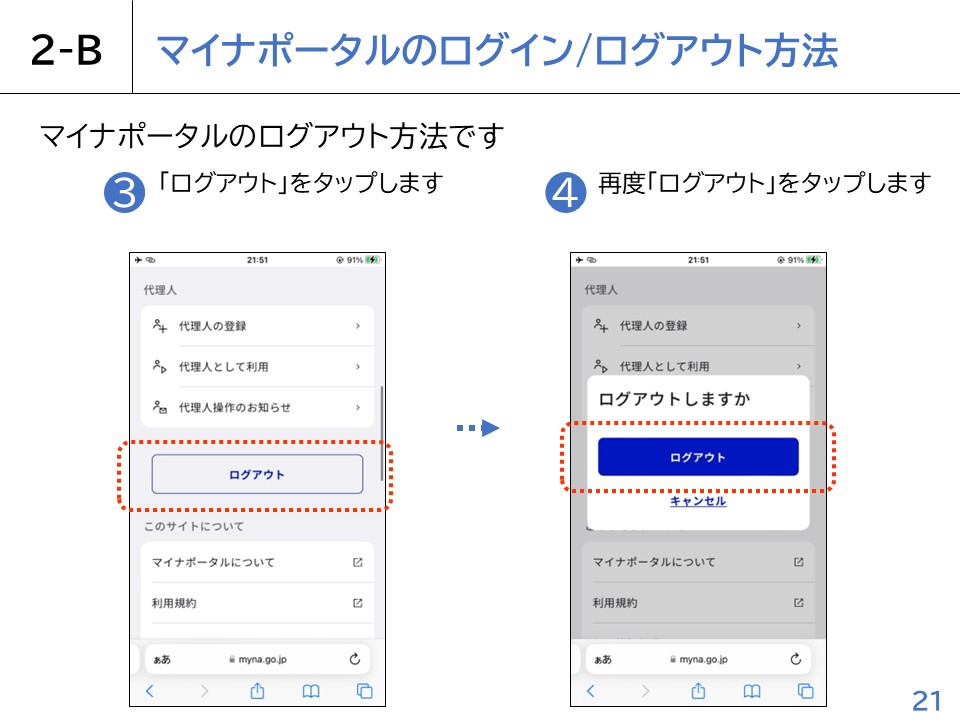 2-B
マイナポータルのログイン/ログアウト方法
マイナポータルのログアウト方法です
3 「ログアウト」をタップします
4 再度「ログアウト」をタップします
21:51
91%
代理人
代理人の登録
代理人として利用
代理人操作のお知らせ
ログアウト
このサイトについて
マイナポータルについて
利用規約
ぁあ
myna.go.jp
21:51
91%
代理人
代理人の登録
代理人として利用
ログアウトしますか
ログアウト
キャンセル
マイナポータルについて
利用規約
ぁあ
myna.go.jp
21